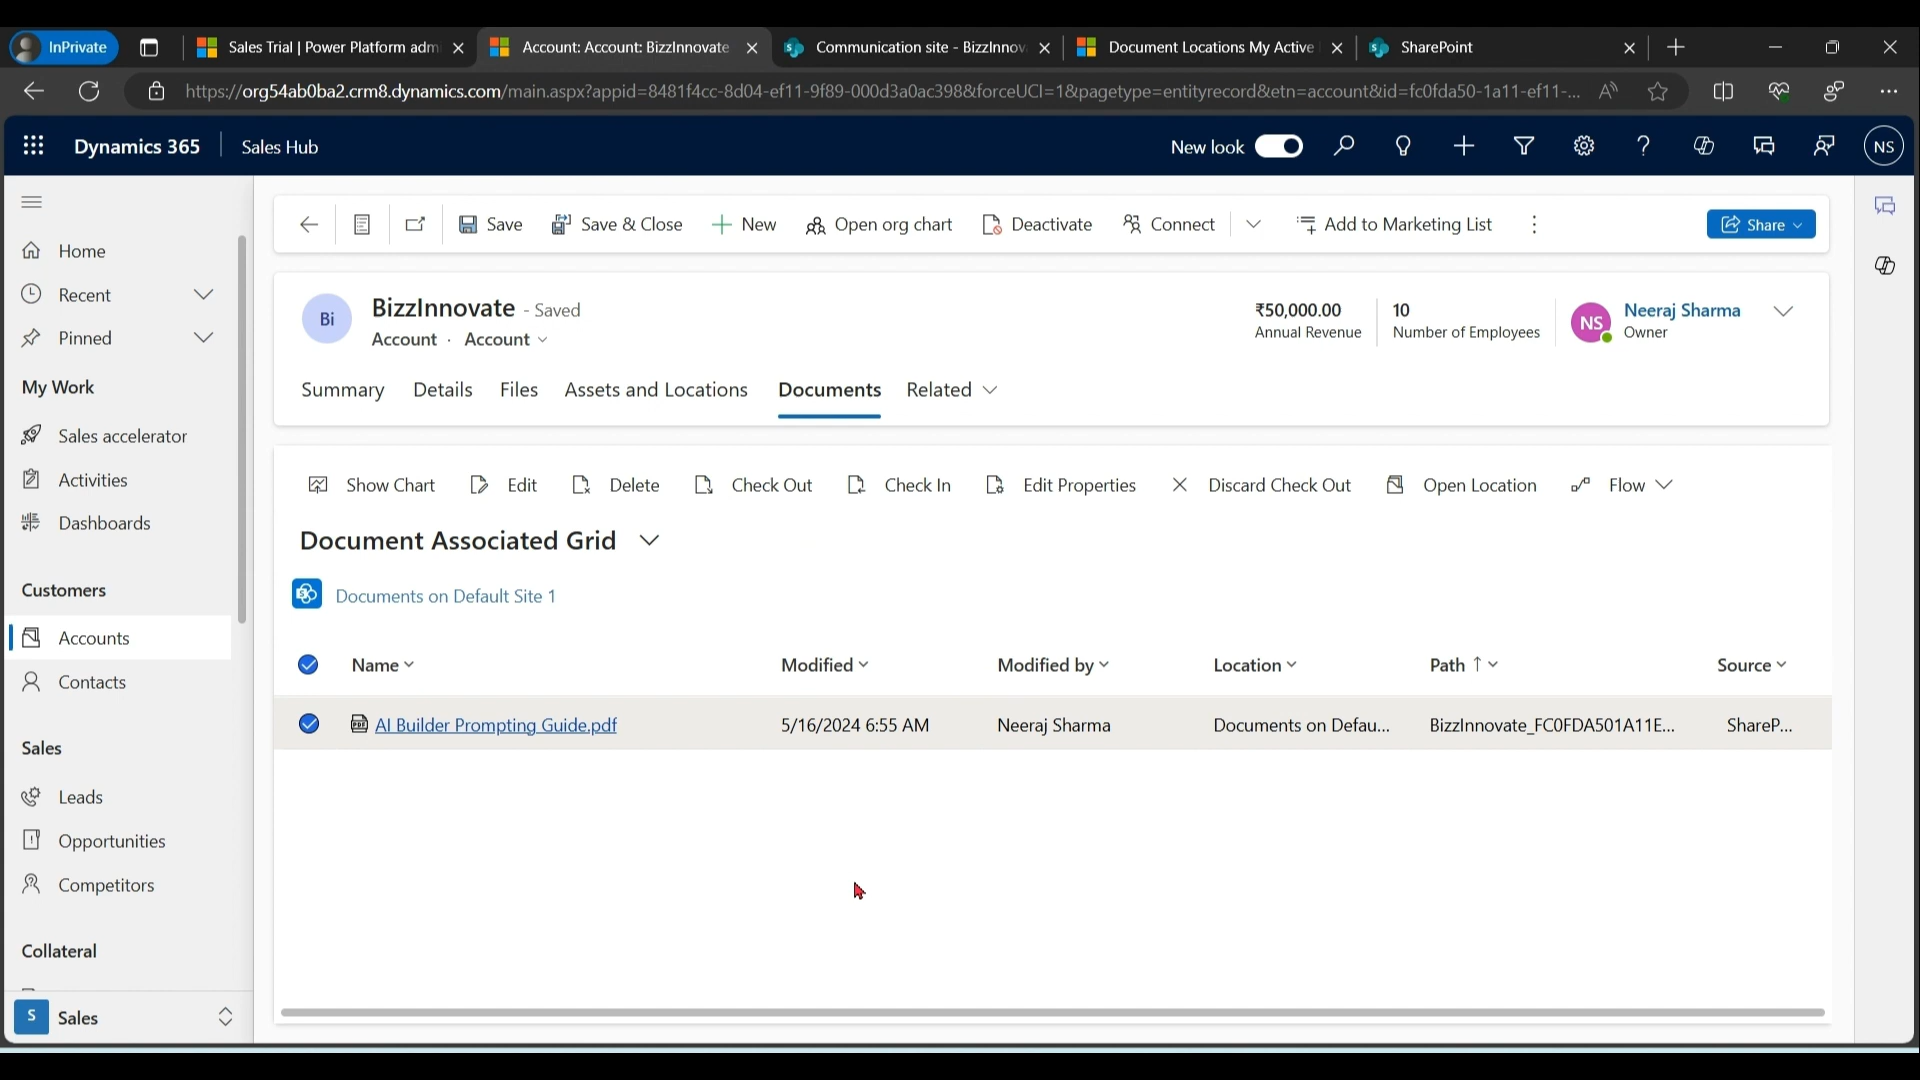 InPrivate
Sales Trial | Power Platform adm
Account: Account: BizzInnovate
Communication site - BizzInnov
Document Locations My Active
SharePoint
https://org54ab0ba2.crm8.dynamics.com/main.aspx?appid=8481f4cc-8d04-ef11-9f89-000d3a0ac398&forceUCI=1&pagetype=entityrecord&etn=account&id=fc0fda50-1a11-ef11-...
Dynamics 365
Sales Hub
New look
NS
Save
Save & Close
New
Open org chart
Deactivate
Connect
Add to Marketing List
Share
Home
Recent
Pinned
My Work
Sales accelerator
Activities
Dashboards
Customers
Accounts
Contacts
Sales
Leads
Opportunities
Competitors
Collateral
S Sales
Bi
BizzInnovate - Saved
Account · Account
₹50,000.00
Annual Revenue
10
Number of Employees
NS
Neeraj Sharma
Owner
Summary Details Files Assets and Locations Documents Related
Show Chart Edit Delete Check Out Check In Edit Properties Discard Check Out Open Location Flow
Document Associated Grid
Documents on Default Site 1
Name Modified Modified by Location Path ↑ Source
AI Builder Prompting Guide.pdf 5/16/2024 6:55 AM Neeraj Sharma Documents on Defau... BizzInnovate_FC0FDA501A11E... ShareP...